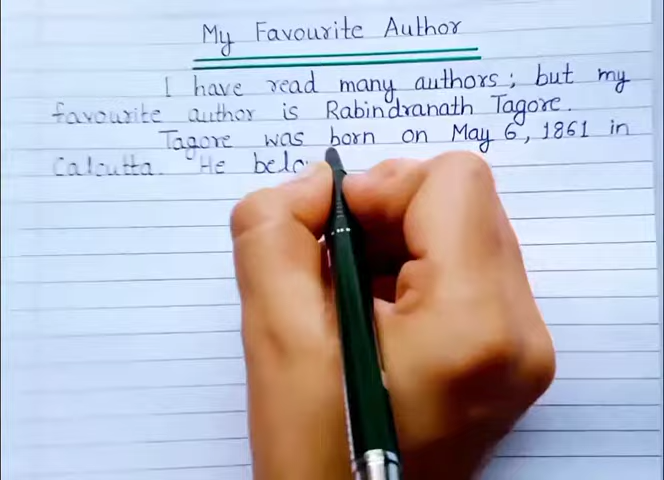 My Favourite Author
I have read many authors; but my
favourite author is Rabindranath Tagore.
Tagore was born on May 6, 1861 in
Calcutta. He